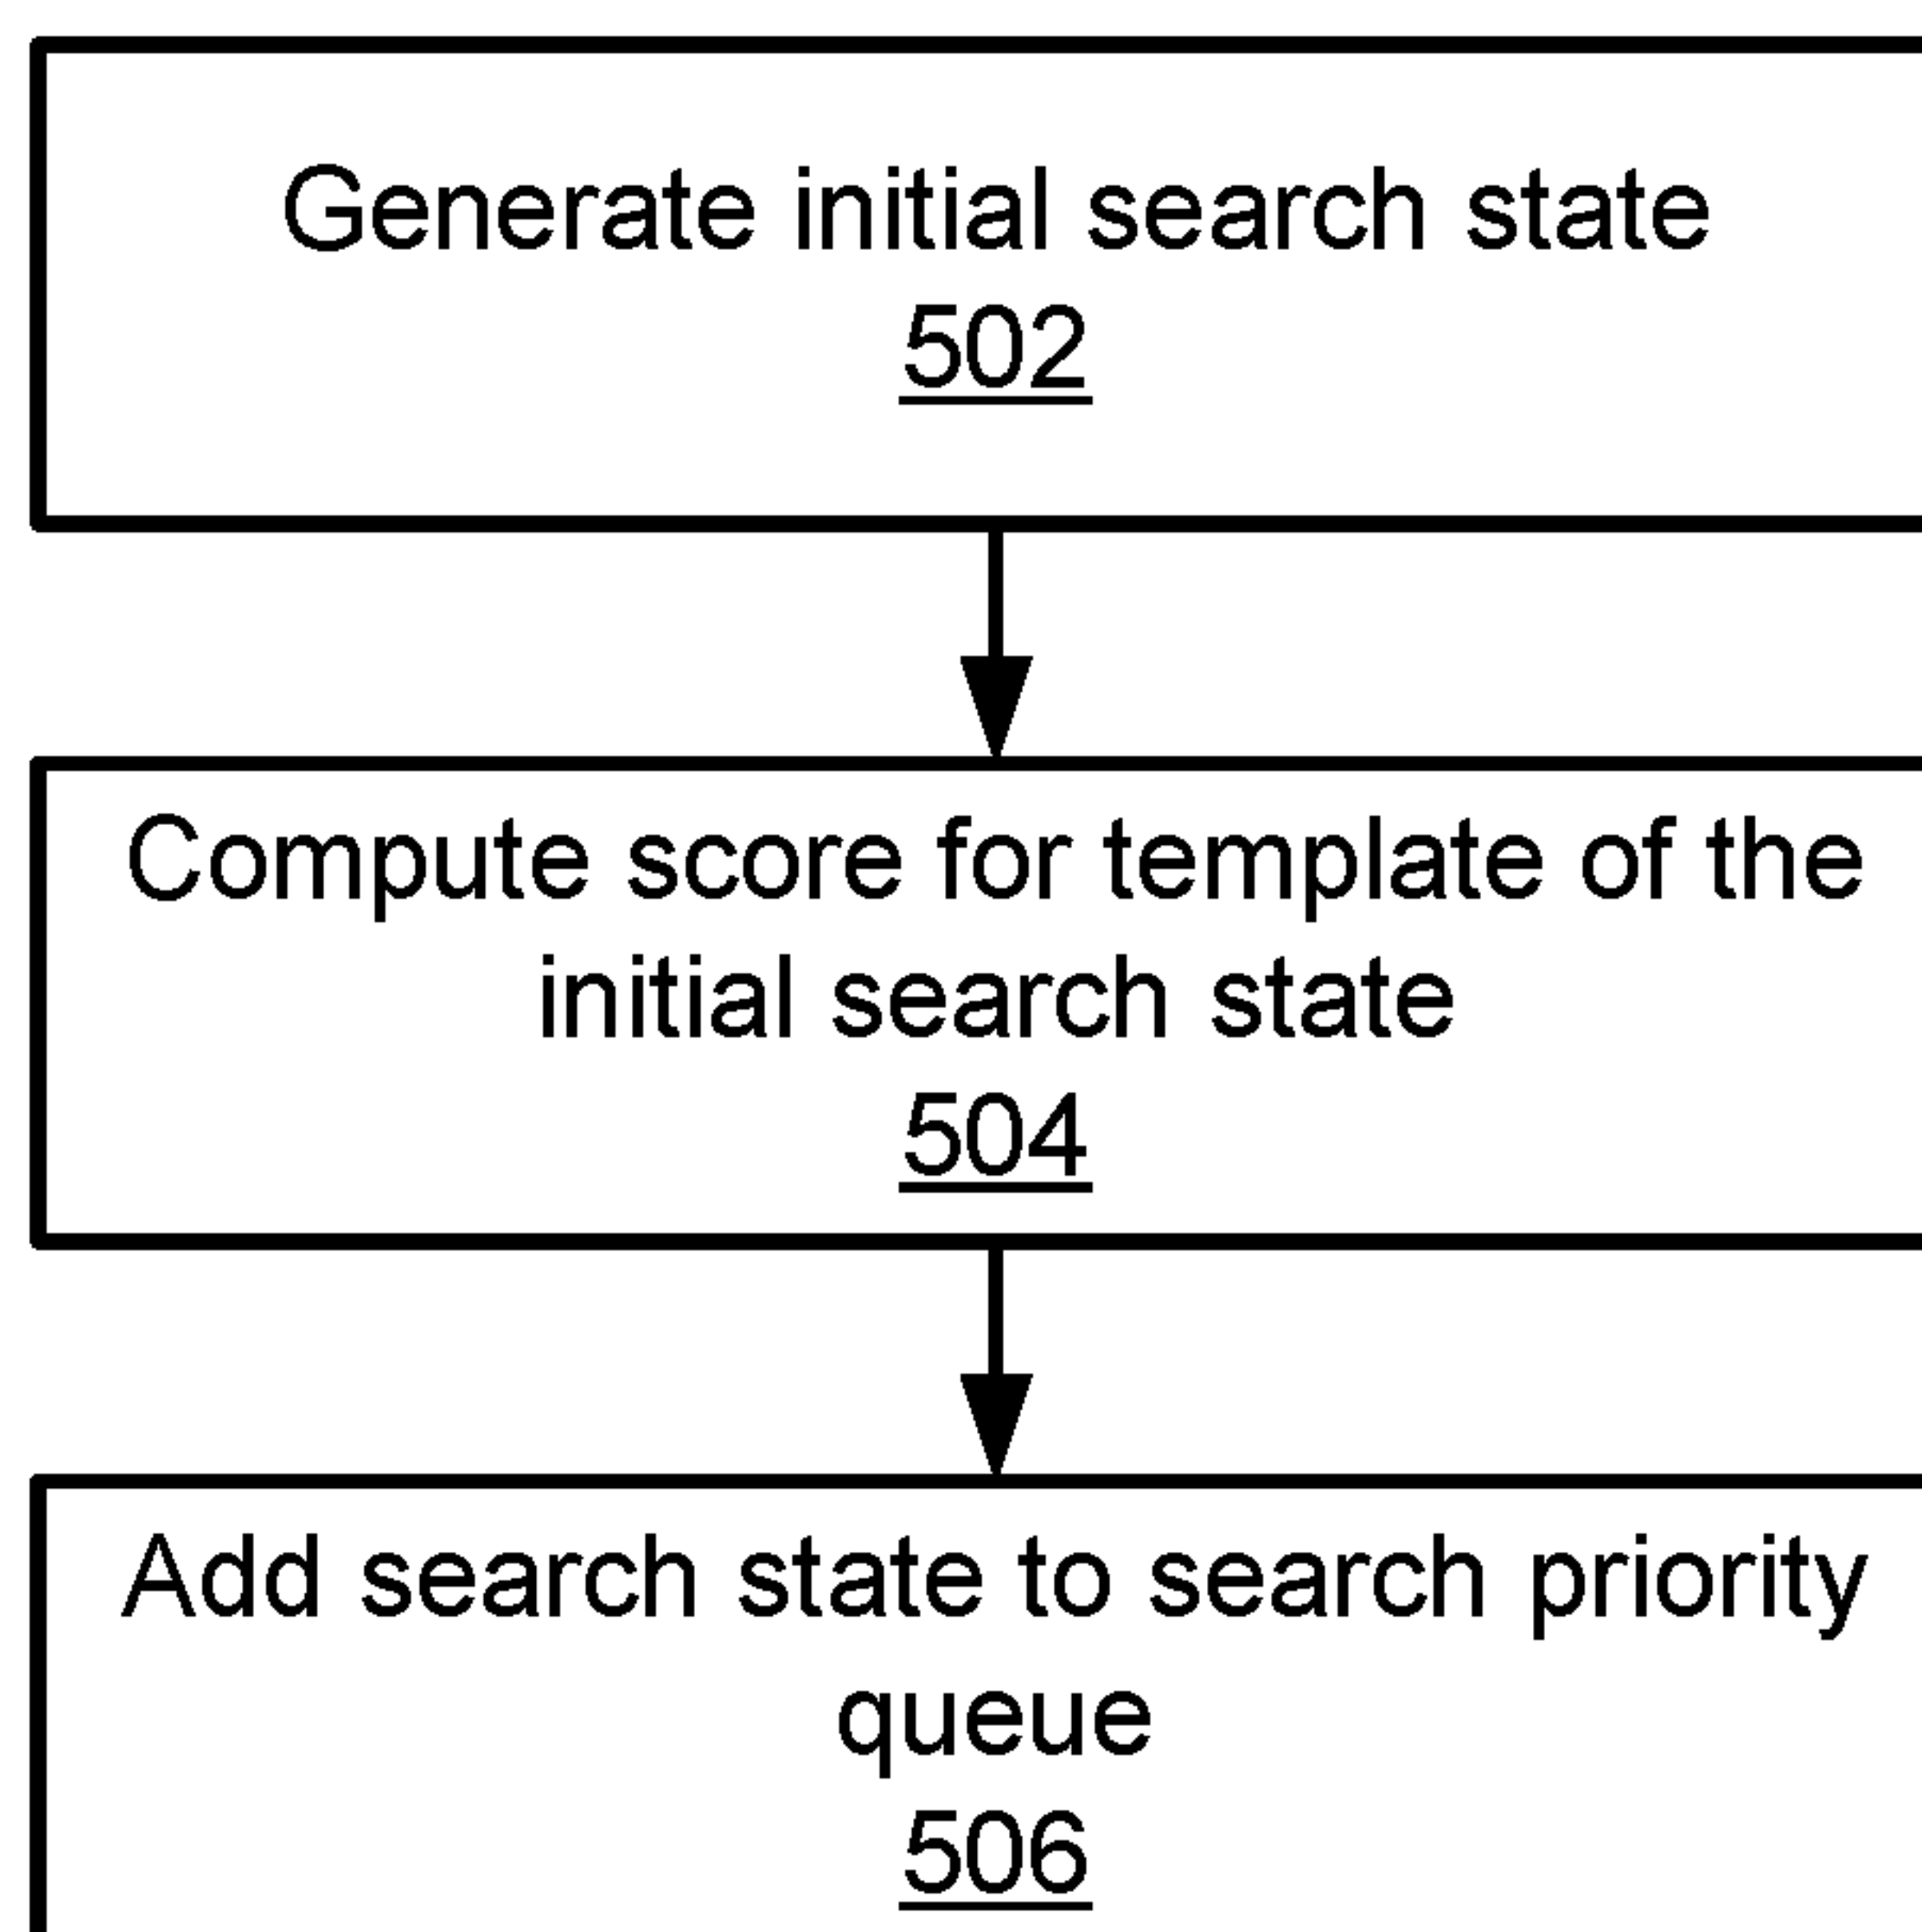 Generate initial search state
502
Compute score for template of the
initial search state
504
Add search state to search priority
queue
506